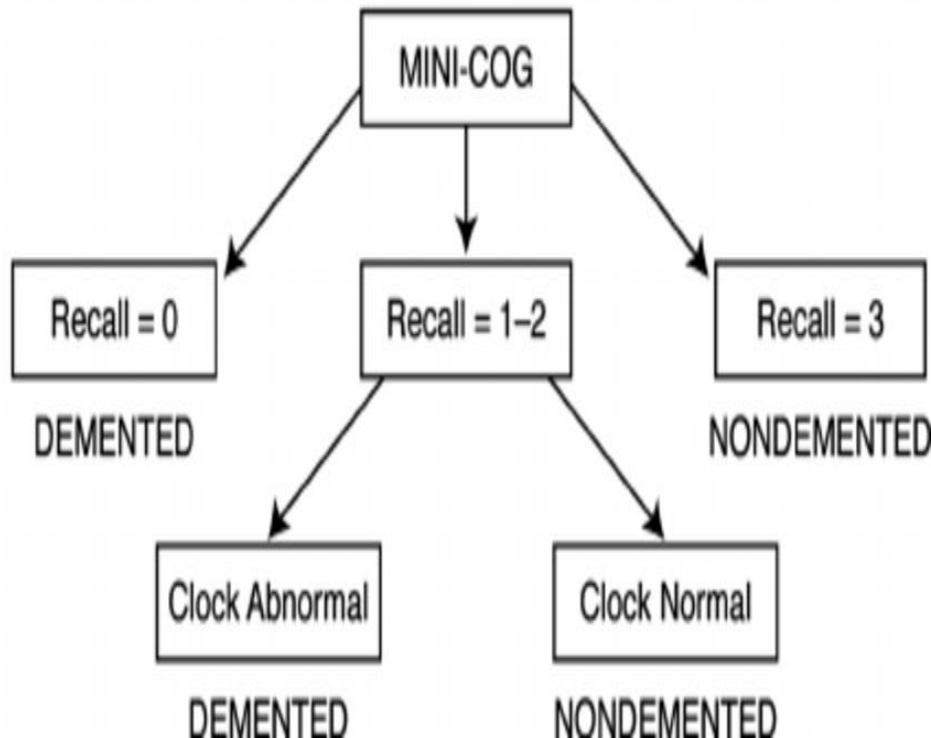 MINI-COG
Recall = 0
Recall = 1–2
Recall = 3
DEMENTED
NONDEMENTED
Clock Abnormal
Clock Normal
DEMENTED
NONDEMENTED